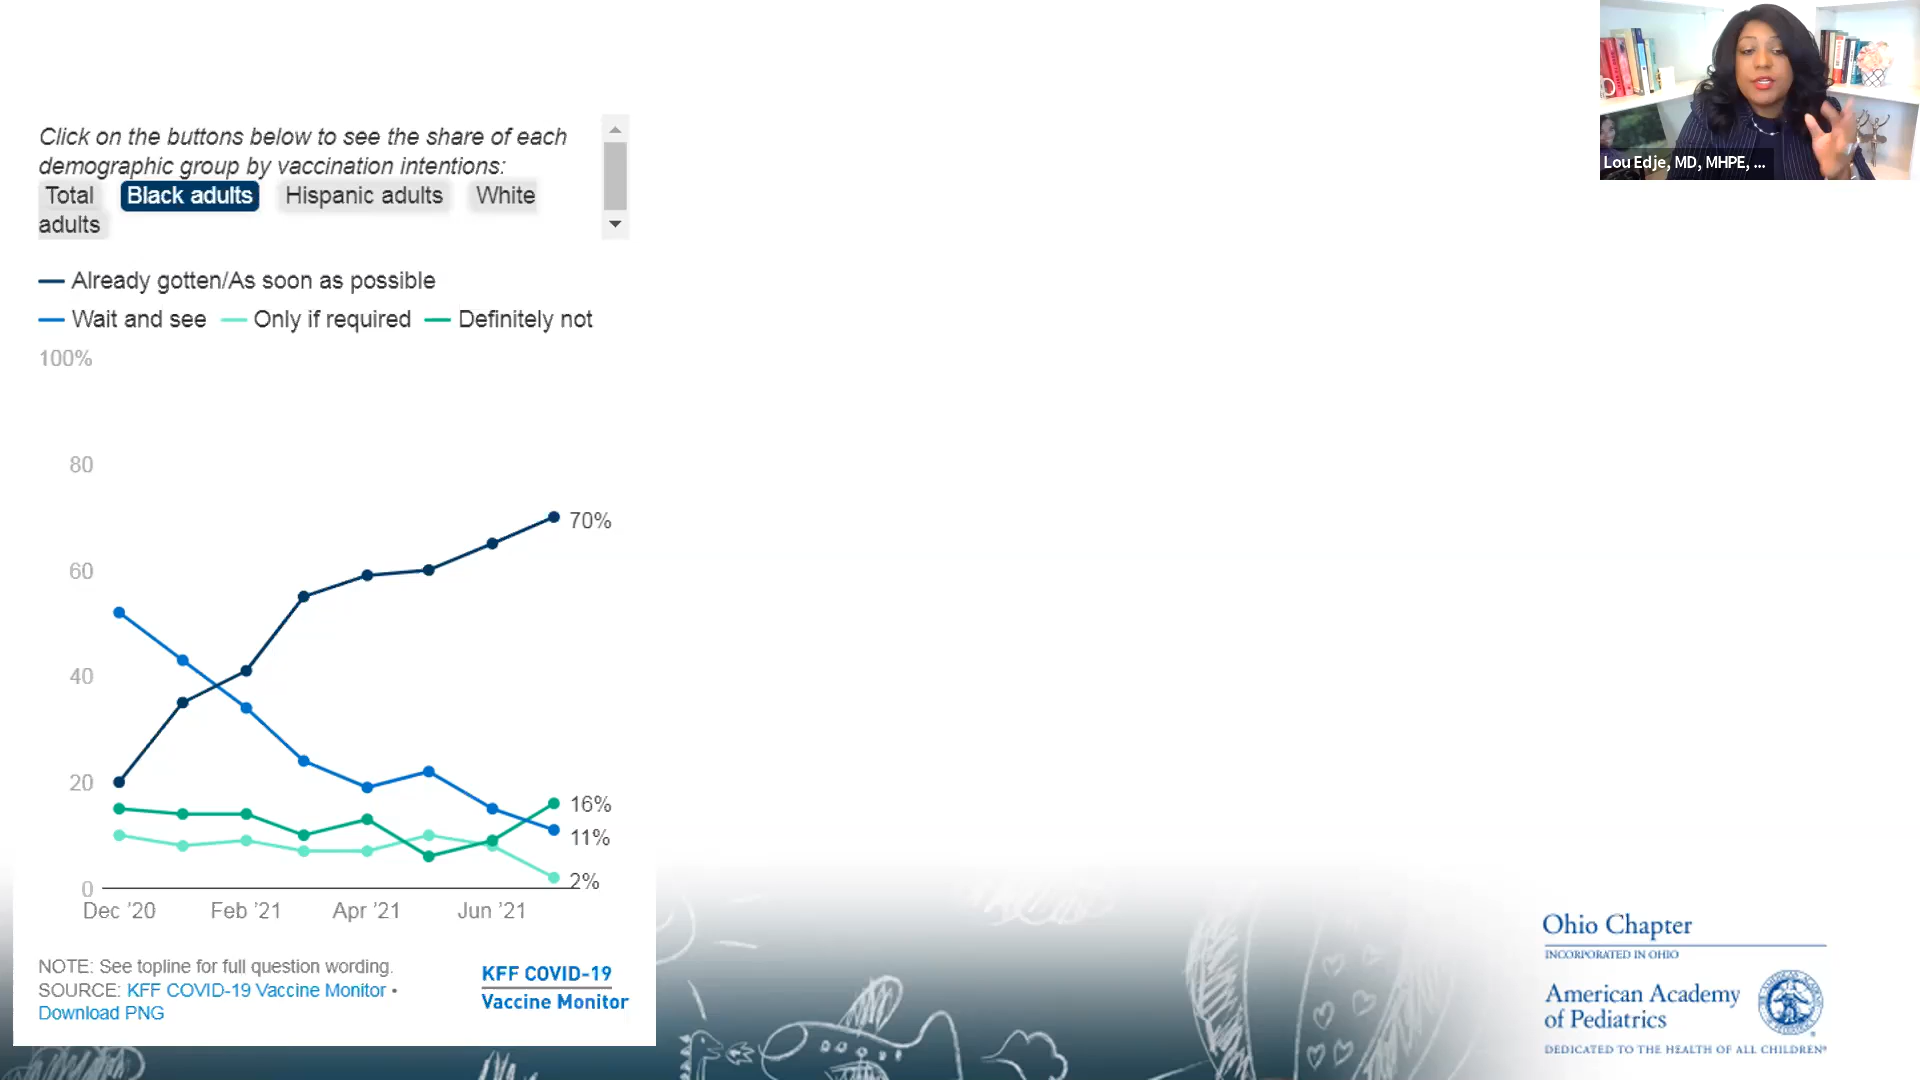 Click on the buttons below to see the share of each
demographic group by vaccination intentions:
Total Black adults Hispanic adults White
adults
Already gotten/As soon as possible
Wait and see Only if required Definitely not
100%
80
60
40
20
0
70%
16%
11%
2%
Dec ’20 Feb ’21 Apr ’21 Jun ’21
NOTE: See topline for full question wording.
SOURCE: KFF COVID-19 Vaccine Monitor •
Download PNG
KFF COVID-19
Vaccine Monitor
Lou Edje, MD, MHPE, ...
Ohio Chapter
INCORPORATED IN OHIO
American Academy
of Pediatrics
DEDICATED TO THE HEALTH OF ALL CHILDREN®